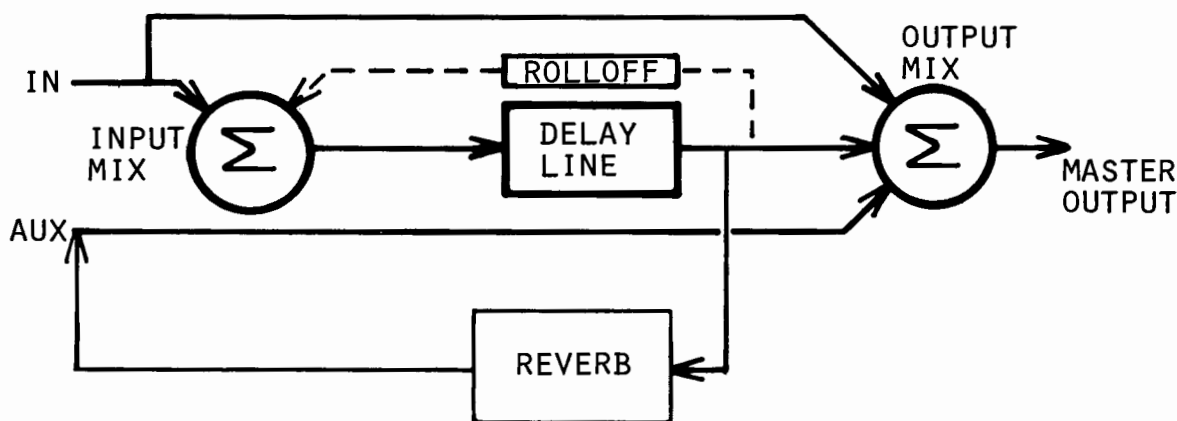 OUTPUT
MIX
ROLLOFF
IN
Σ
INPUT
MIX
DELAY
LINE
Σ
MASTER
OUTPUT
AUX
REVERB